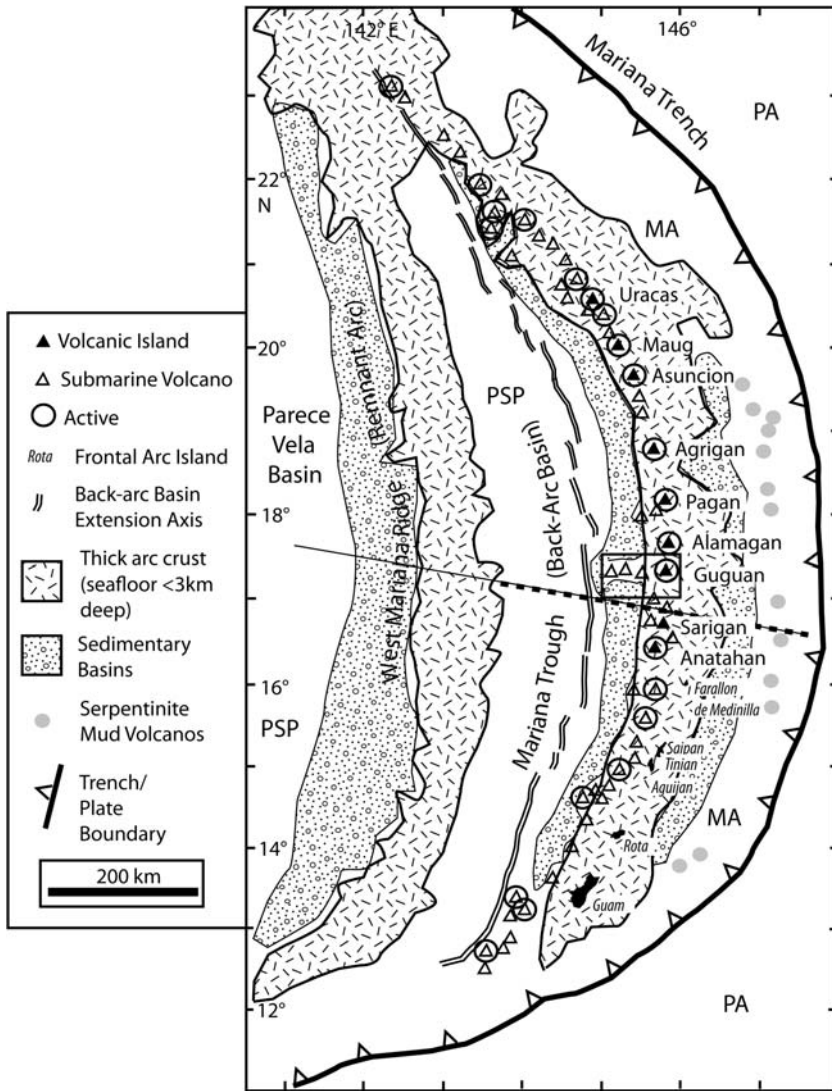 142° E
146°
Mariana Trench
PA
22°
N
MA
Uracas
20°
Maug
Asuncion
PSP
(Remnant Arc)
Parece
Vela
Basin
Agrigan
Pagan
18°
(Back-Arc Basin)
Alamagan
Guguan
West Mariana Ridge
Sarigan
Anatahan
Mariana Trough
16°
Farallon
de Medinilla
PSP
Saipan
Tinian
Aguijan
MA
14°
Rota
Guam
12°
PA
Volcanic Island
Submarine Volcano
Active
Rota
Frontal Arc Island
Back-arc Basin
Extension Axis
Thick arc crust
(seafloor <3km
deep)
Sedimentary
Basins
Serpentinite
Mud Volcanos
Trench/
Plate
Boundary
200 km